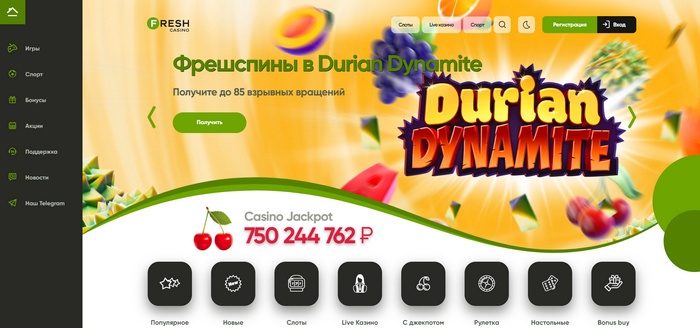 FRESH
CASINO
Слоты
Live-казино
Спорт
Регистрация
Вход
Игры
Спорт
Бонусы
Акции
Поддержка
Новости
Наш Telegram
Фрешспины в Durian Dynamite
Получите до 85 взрывных вращений
Получить
Durian
DYNAMITE
Casino Jackpot
750 244 762 ₽
New
Популярное
Новые
Слоты
Live Казино
С джекпотом
Рулетка
Настольные
Bonus buy